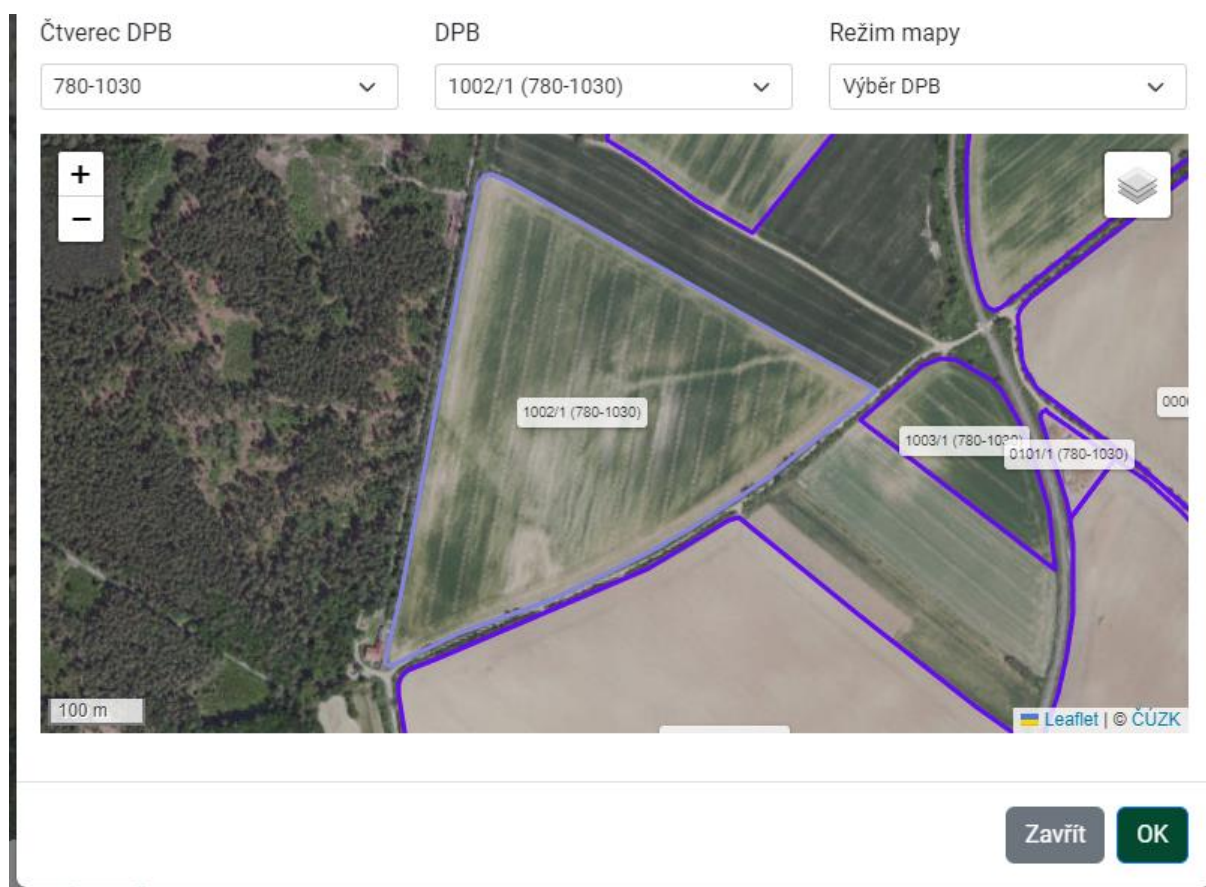 Čtverec DPB
DPB
Režim mapy
780-1030
1002/1 (780-1030)
Výběr DPB
+
−
1002/1 (780-1030)
1003/1 (780-
0101/1 (780-1030)
100 m
Leaflet | © ČÚZK
Zavřít
OK